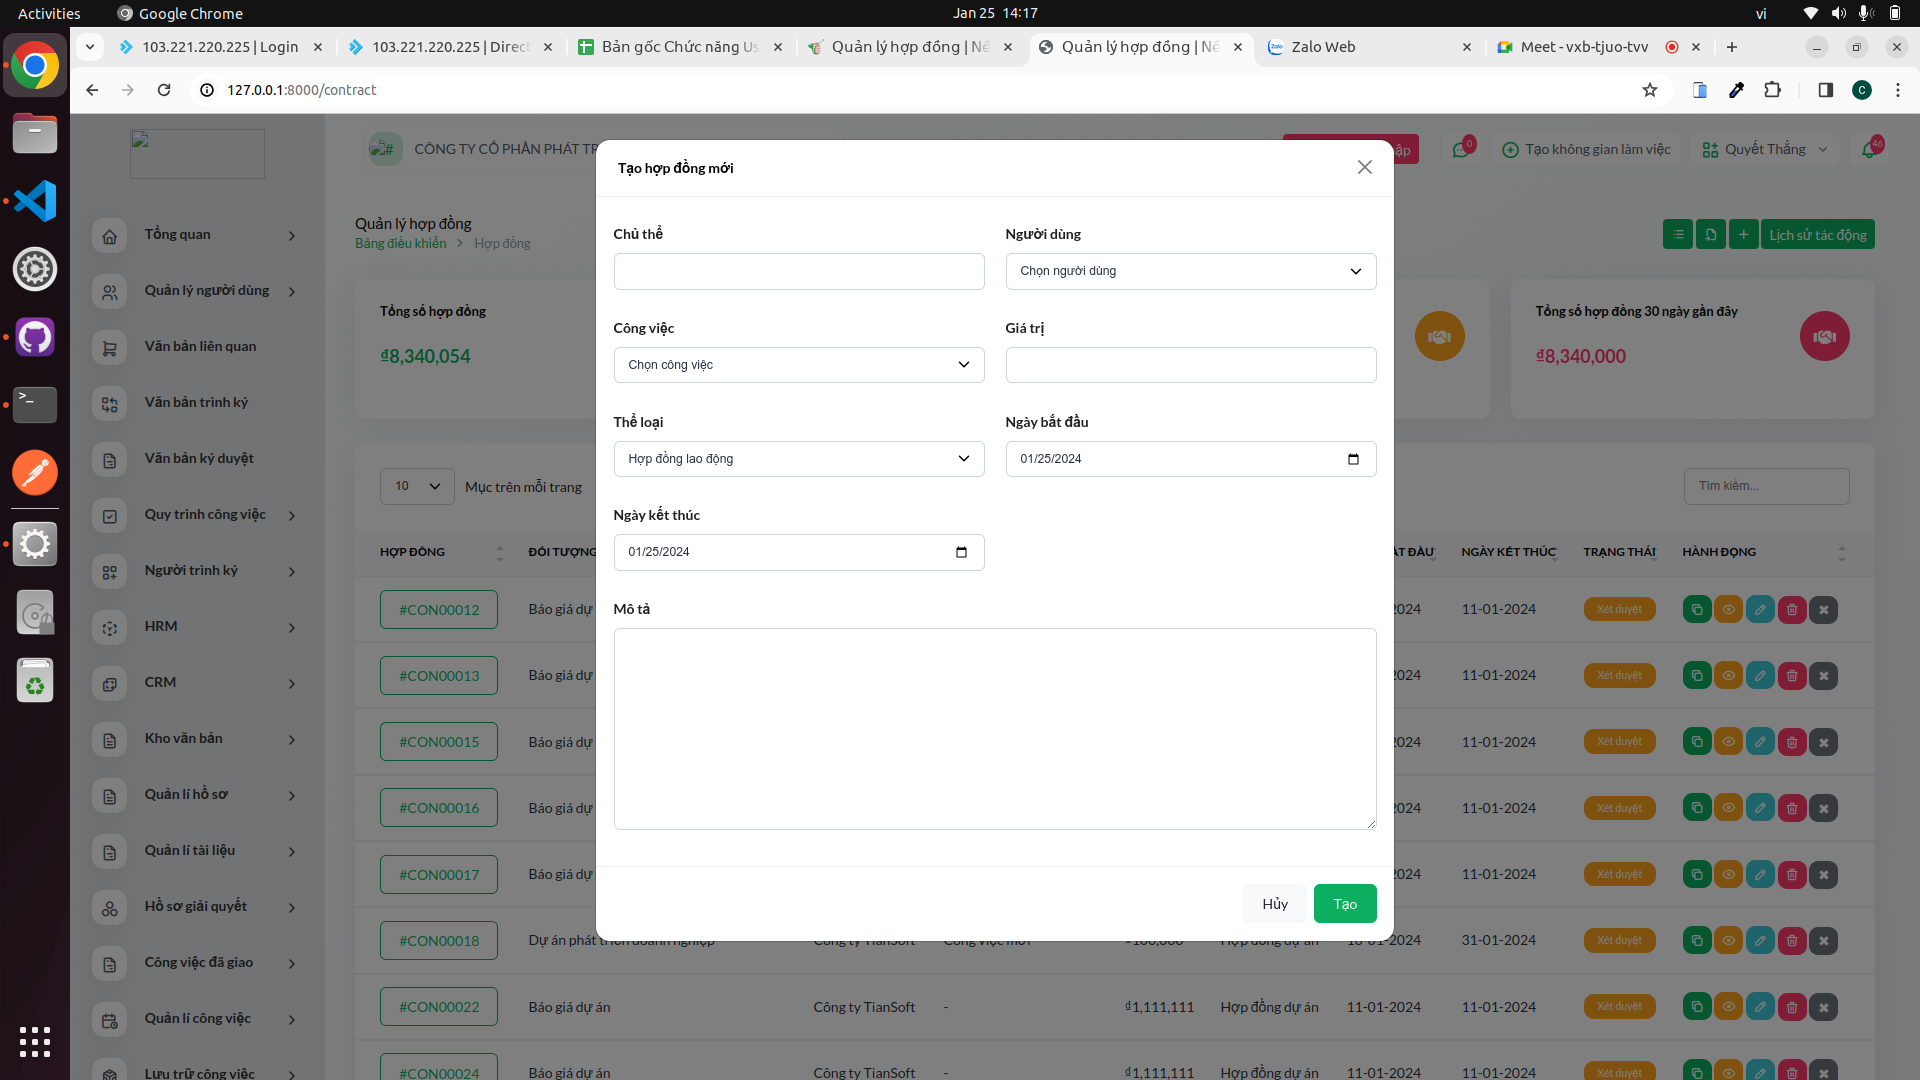 Activities
Google Chrome
Jan 25 14:17
vi
103.221.220.225 | Login
103.221.220.225 | Direct
Bản gốc Chức năng Us
Quản lý hợp đồng | Nề
Quản lý hợp đồng | Nề
Zalo Web
Meet - vxb-tjuo-tvv
127.0.0.1:8000/contract
CÔNG TY CỔ PHẦN PHÁT TR
0
Tạo không gian làm việc
Quyết Thắng
46
Tổng quan
Quản lý người dùng
Văn bản liên quan
Văn bản trình ký
Văn bản ký duyệt
Quy trình công việc
Người trình ký
HRM
CRM
Kho văn bản
Quản lí hồ sơ
Quản lí tài liệu
Hồ sơ giải quyết
Công việc đã giao
Quản lí công việc
Lưu trữ công việc
Quản lý hợp đồng
Bảng điều khiển > Hợp đồng
Lịch sử tác động
Tổng số hợp đồng
₫8,340,054
Tổng số hợp đồng 30 ngày gần đây
₫8,340,000
10
Mục trên mỗi trang
Tìm kiếm...
HỢP ĐỒNG
ĐỐI TƯỢNG
ẮT ĐẦU
NGÀY KẾT THÚC
TRẠNG THÁI
HÀNH ĐỘNG
#CON00012 Báo giá dự 2024 11-01-2024 Xét duyệt
#CON00013 Báo giá dự 2024 11-01-2024 Xét duyệt
#CON00015 Báo giá dự 2024 11-01-2024 Xét duyệt
#CON00016 Báo giá dự 2024 11-01-2024 Xét duyệt
#CON00017 Báo giá dự 2024 11-01-2024 Xét duyệt
#CON00018 Dự án phát triển doanh nghiệp Công ty TianSoft Công việc mới ₫100,000 Hợp đồng dự án 10-01-2024 31-01-2024 Xét duyệt
#CON00022 Báo giá dự án Công ty TianSoft - ₫1,111,111 Hợp đồng dự án 11-01-2024 11-01-2024 Xét duyệt
#CON00024 Báo giá dự án Công ty TianSoft - ₫1,111,111 Hợp đồng dự án 11-01-2024 11-01-2024 Xét duyệt
Tạo hợp đồng mới
Chủ thể
Người dùng
Chọn người dùng
Công việc
Chọn công việc
Giá trị
Thể loại
Hợp đồng lao động
Ngày bắt đầu
01/25/2024
Ngày kết thúc
01/25/2024
Mô tả
Hủy
Tạo